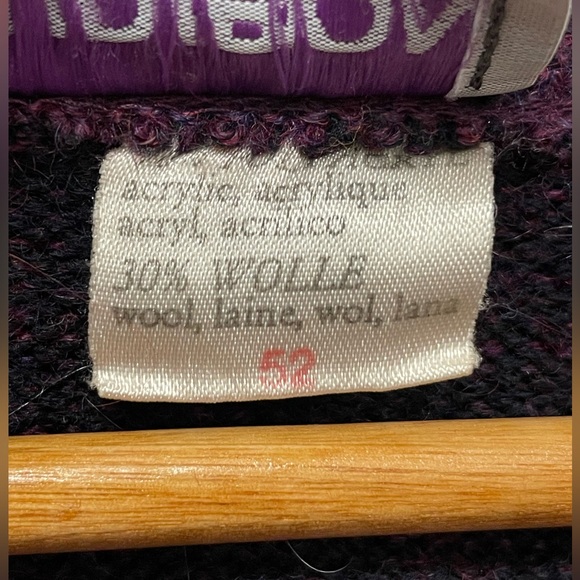 acrylic, acrylique
acryl, acrilico
30% WOLLE
wool, laine, wol, lana
52